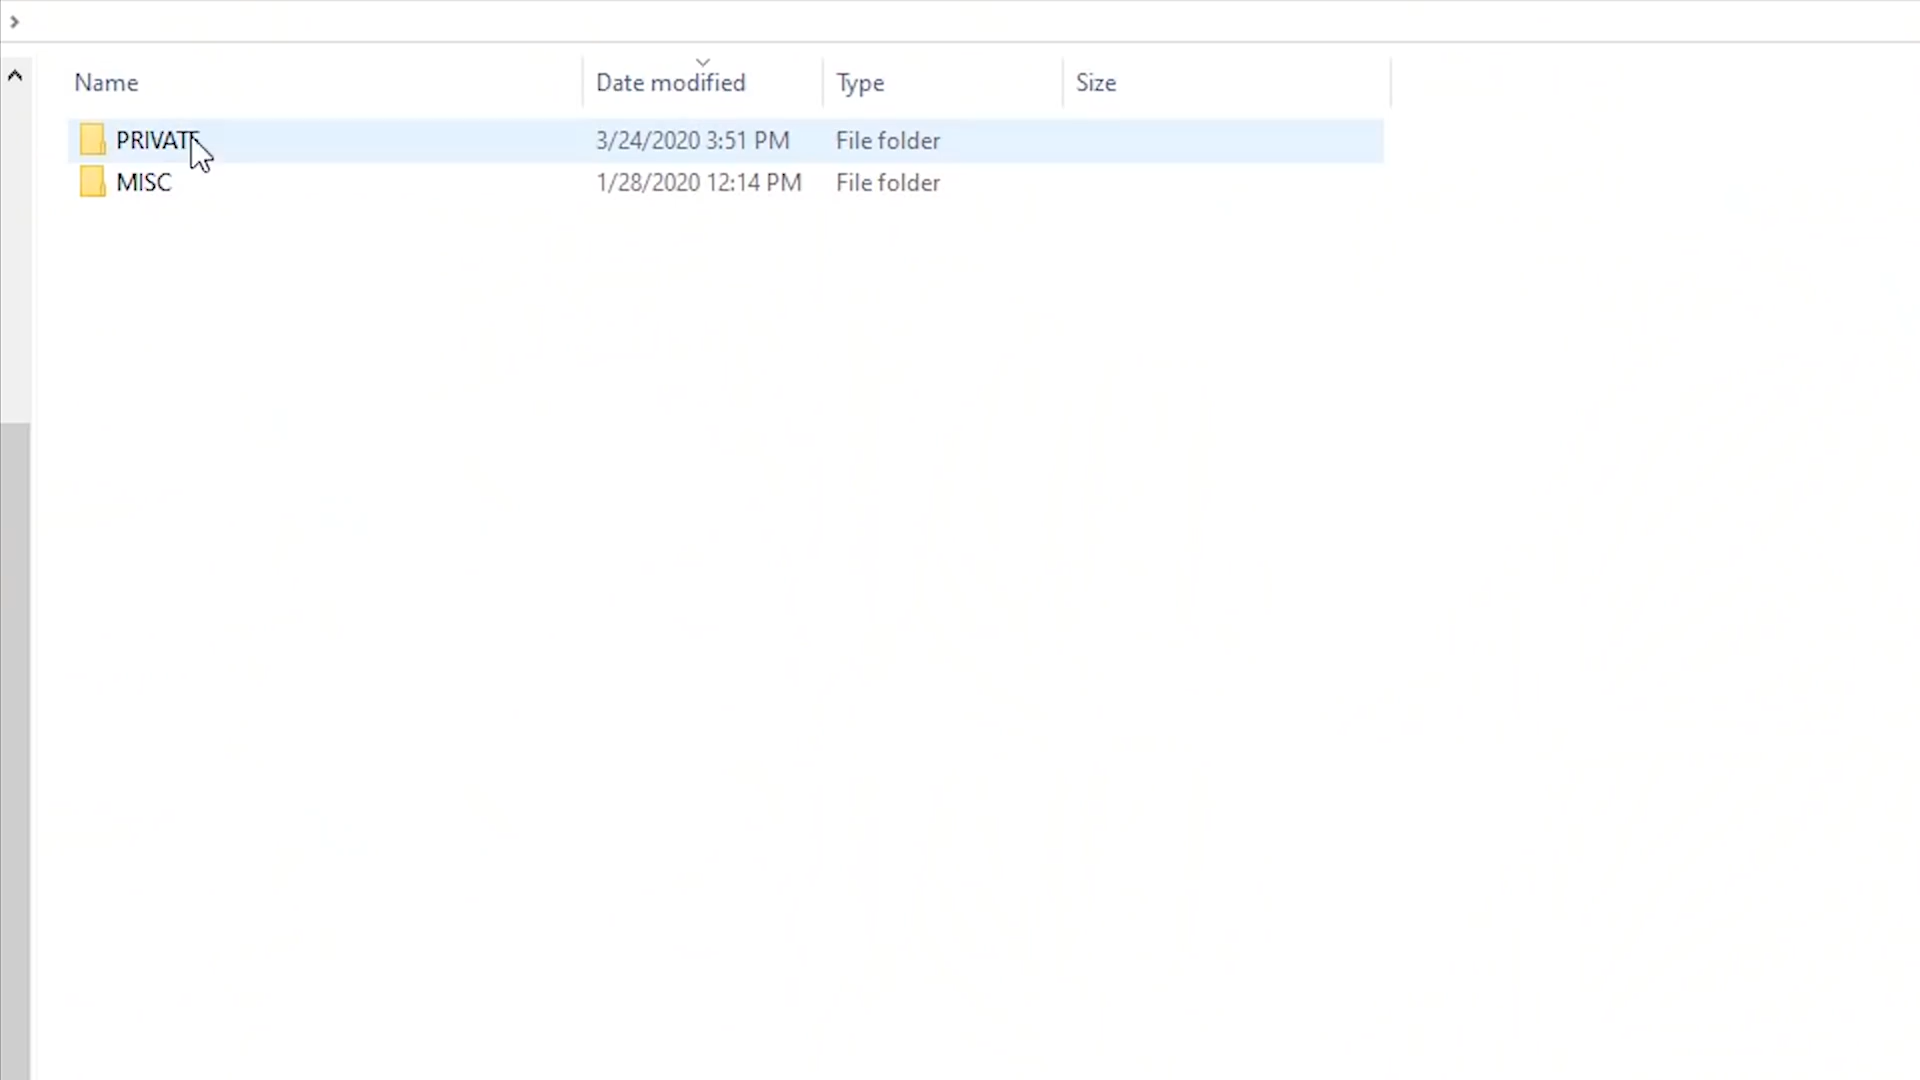 Name Date modified Type Size
PRIVATE 3/24/2020 3:51 PM File folder
MISC 1/28/2020 12:14 PM File folder